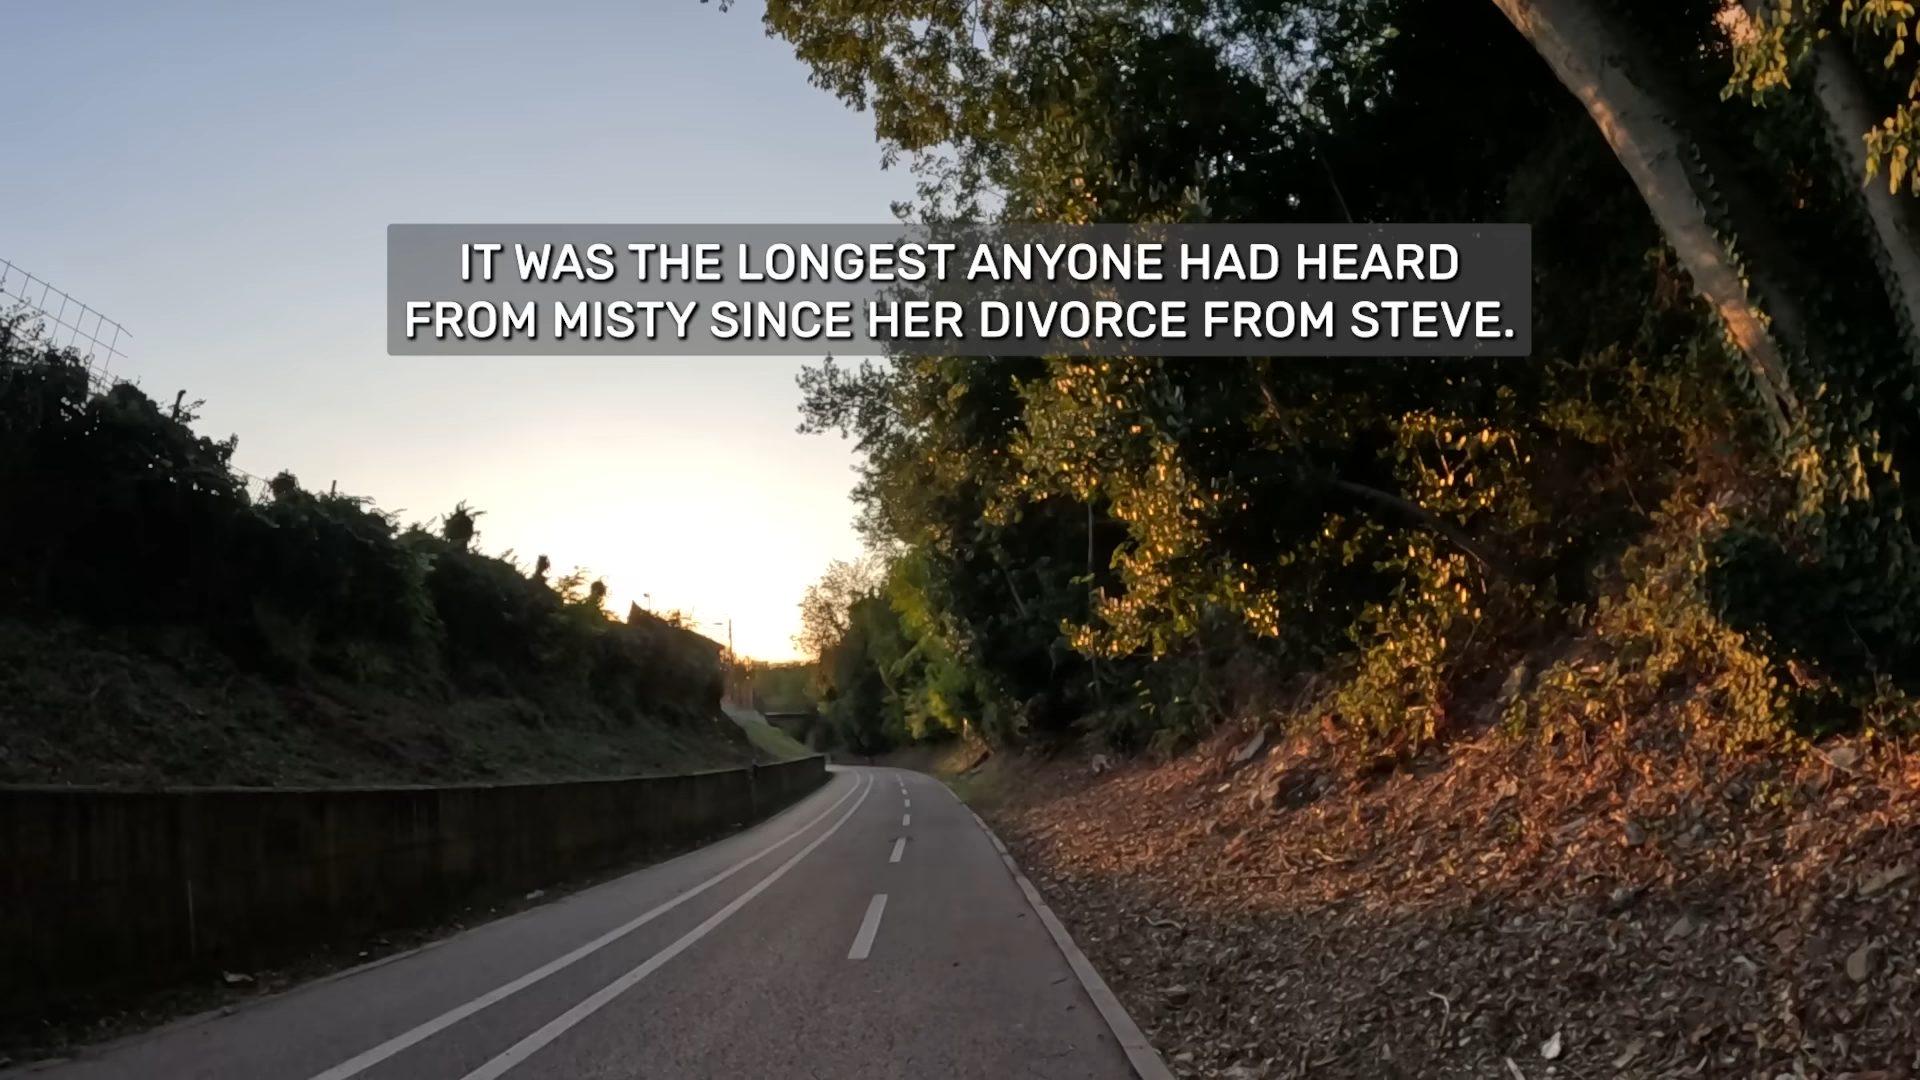 IT WAS THE LONGEST ANYONE HAD HEARD
FROM MISTY SINCE HER DIVORCE FROM STEVE.